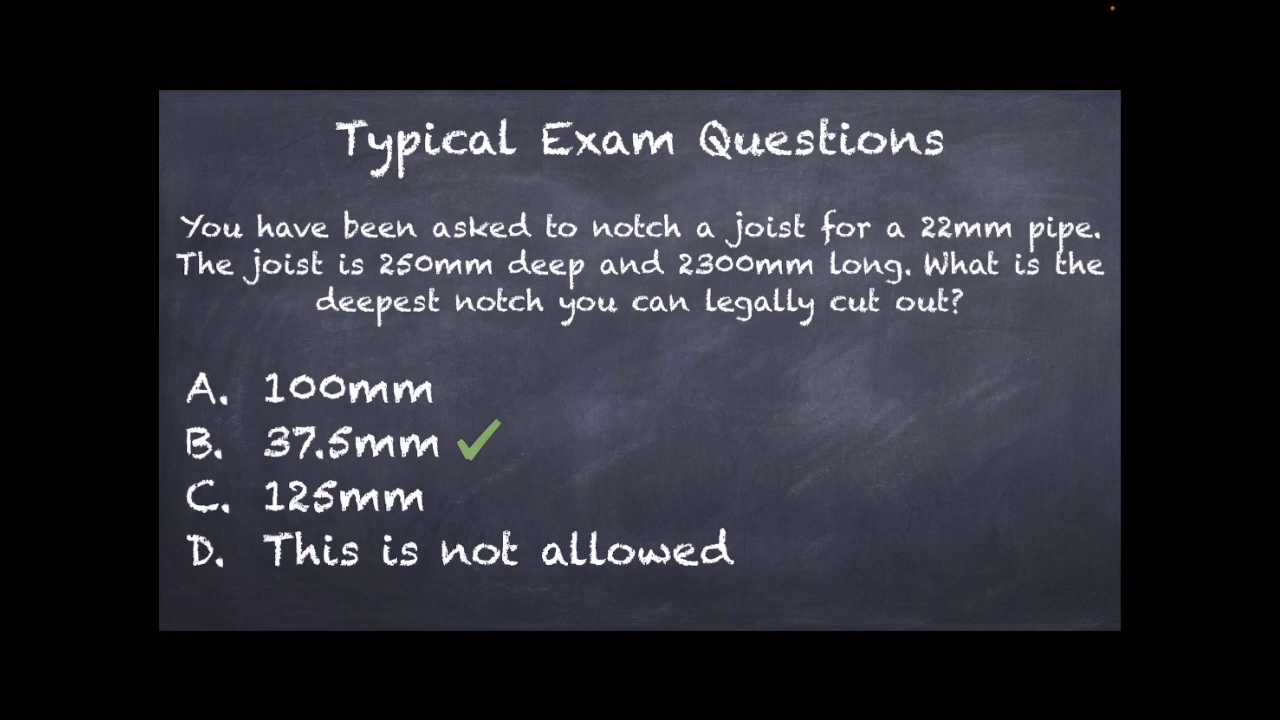 Typical Exam Questions
You have been asked to notch a joist for a 22mm pipe.
The joist is 250mm deep and 2300mm long. What is the
deepest notch you can legally cut out?
A. 100mm
B. 37.5mm
C. 125mm
D. This is not allowed